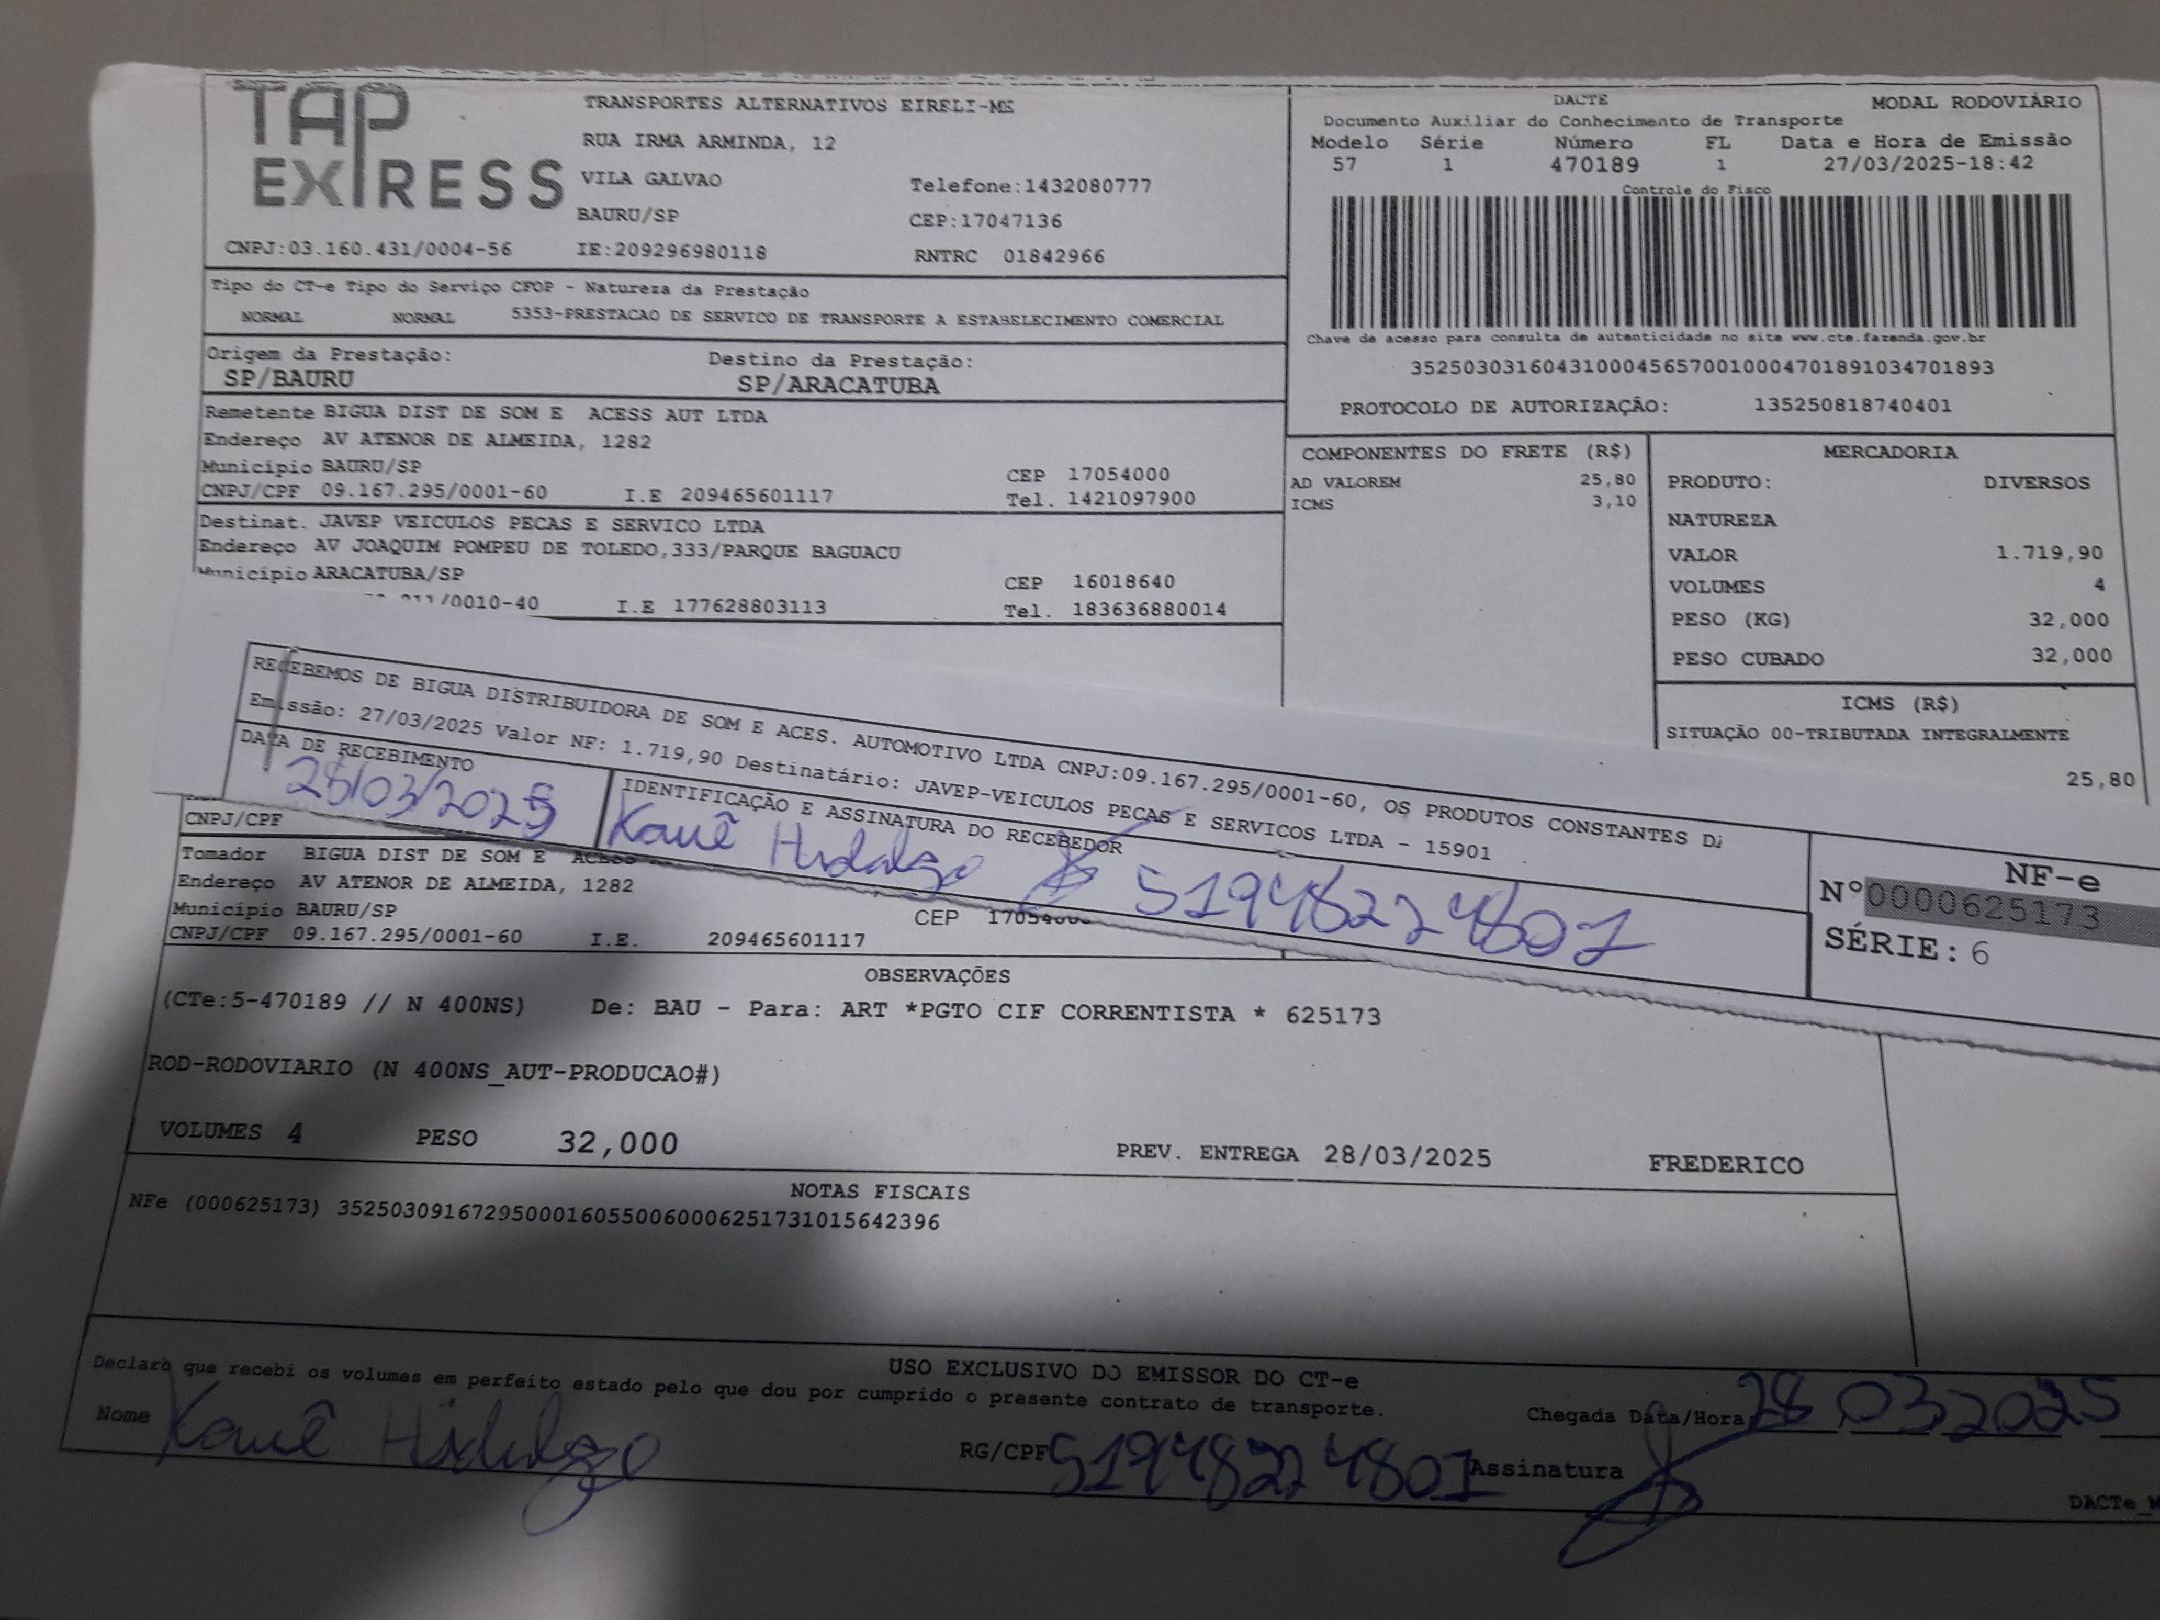 TAP EXPRESS
TRANSPORTES ALTERNATIVOS EIRELI-MS
RUA IRMA ARMINDA, 12
VILA GALVAO Telefone:1432080777
BAURU/SP CEP:17047136
CNPJ:03.160.431/0004-56 IE:209296980118 RNTRC 01842966
DACTE MODAL RODOVIÁRIO
Documento Auxiliar do Conhecimento de Transporte
Modelo Série Número FL Data e Hora de Emissão
57 1 470189 1 27/03/2025-18:42
Controle do Fisco
Chave de acesso para consulta de autenticidade no site www.cte.fazenda.gov.br
35250303160431000456570010004701891034701893
PROTOCOLO DE AUTORIZAÇÃO: 135250818740401
Tipo do CT-e Tipo do Serviço CFOP - Natureza da Prestação
NORMAL NORMAL 5353-PRESTACAO DE SERVICO DE TRANSPORTE A ESTABELECIMENTO COMERCIAL
Origem da Prestação: Destino da Prestação:
SP/BAURU SP/ARACATUBA
Remetente BIGUA DIST DE SOM E ACESS AUT LTDA
Endereço AV ATENOR DE ALMEIDA, 1282
Município BAURU/SP CEP 17054000
CNPJ/CPF 09.167.295/0001-60 I.E 209465601117 Tel. 1421097900
Destinat. JAVEP VEICULOS PECAS E SERVICO LTDA
Endereço AV JOAQUIM POMPEU DE TOLEDO,333/PARQUE BAGUACU
Município ARACATUBA/SP CEP 16018640
/0010-40 I.E 177628803113 Tel. 183636880014
COMPONENTES DO FRETE (R$)
AD VALOREM 25,80
ICMS 3,10
MERCADORIA
PRODUTO: DIVERSOS
NATUREZA
VALOR 1.719,90
VOLUMES 4
PESO (KG) 32,000
PESO CUBADO 32,000
ICMS (R$)
SITUAÇÃO 00-TRIBUTADA INTEGRALMENTE
25,80
RECEBEMOS DE BIGUA DISTRIBUIDORA DE SOM E ACES. AUTOMOTIVO LTDA CNPJ:09.167.295/0001-60, OS PRODUTOS CONSTANTES
Emissão: 27/03/2025 Valor NF: 1.719,90 Destinatário: JAVEP-VEICULOS PECAS E SERVICOS LTDA - 15901
DATA DE RECEBIMENTO IDENTIFICAÇÃO E ASSINATURA DO RECEBEDOR
28/03/2025 Kauê Hidalgo 51948224801
NF-e
N°0000625173
SÉRIE: 6
CNPJ/CPF
Tomador BIGUA DIST DE SOM E ACESS
Endereço AV ATENOR DE ALMEIDA, 1282
Município BAURU/SP CEP 17054000
CNPJ/CPF 09.167.295/0001-60 I.E. 209465601117
OBSERVAÇÕES
(CTe:5-470189 // N 400NS) De: BAU - Para: ART *PGTO CIF CORRENTISTA * 625173
ROD-RODOVIARIO (N 400NS_AUT-PRODUCAO#)
VOLUMES 4 PESO 32,000 PREV. ENTREGA 28/03/2025 FREDERICO
NOTAS FISCAIS
NFe (000625173) 35250309167295000160550060006251731015642396
USO EXCLUSIVO DO EMISSOR DO CT-e
Declaro que recebi os volumes em perfeito estado pelo que dou por cumprido o presente contrato de transporte.
Nome Kauê Hidalgo RG/CPF 51948224801 Assinatura Chegada Data/Hora 28 03 2025
DACTe